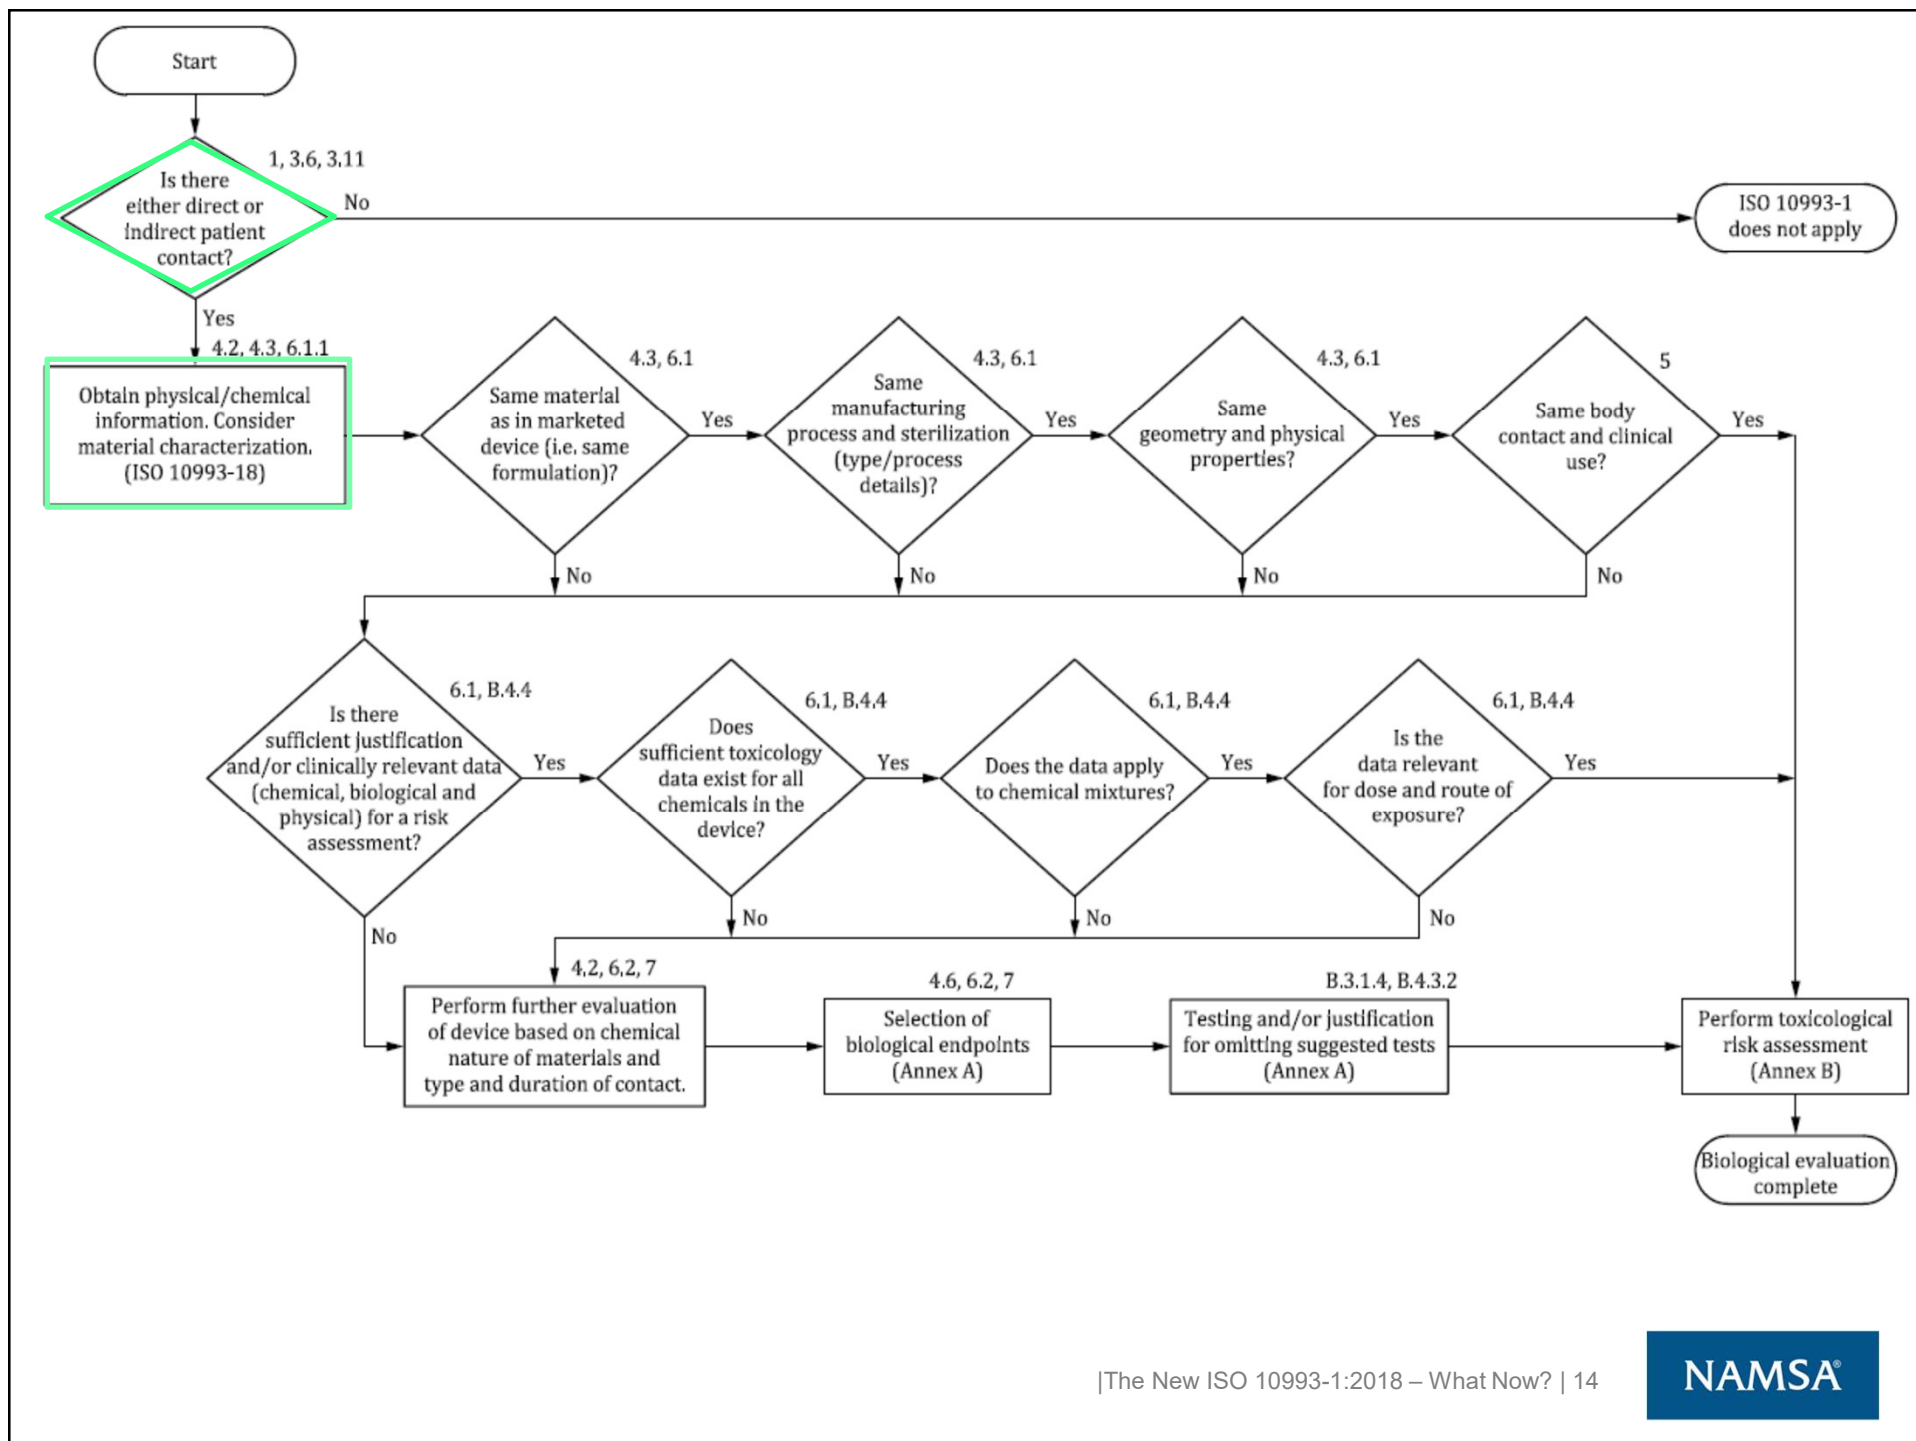 Start
1, 3.6, 3.11
Is there
either direct or
indirect patient
contact?
No
ISO 10993-1
does not apply
Yes
4.2, 4.3, 6.1.1
Obtain physical/chemical
information. Consider
material characterization.
(ISO 10993-18)
4.3, 6.1
Same material
as in marketed
device (i.e. same
formulation)?
Yes
No
4.3, 6.1
Same
manufacturing
process and sterilization
(type/process
details)?
Yes
No
4.3, 6.1
Same
geometry and physical
properties?
Yes
No
5
Same body
contact and clinical
use?
Yes
No
6.1, B.4.4
Is there
sufficient justification
and/or clinically relevant data
(chemical, biological and
physical) for a risk
assessment?
Yes
No
6.1, B.4.4
Does
sufficient toxicology
data exist for all
chemicals in the
device?
Yes
No
6.1, B.4.4
Does the data apply
to chemical mixtures?
Yes
No
6.1, B.4.4
Is the
data relevant
for dose and route of
exposure?
Yes
No
4.2, 6.2, 7
Perform further evaluation
of device based on chemical
nature of materials and
type and duration of contact.
4.6, 6.2, 7
Selection of
biological endpoints
(Annex A)
B.3.1.4, B.4.3.2
Testing and/or justification
for omitting suggested tests
(Annex A)
Perform toxicological
risk assessment
(Annex B)
Biological evaluation
complete
|The New ISO 10993-1:2018 – What Now? | 14
NAMSA®